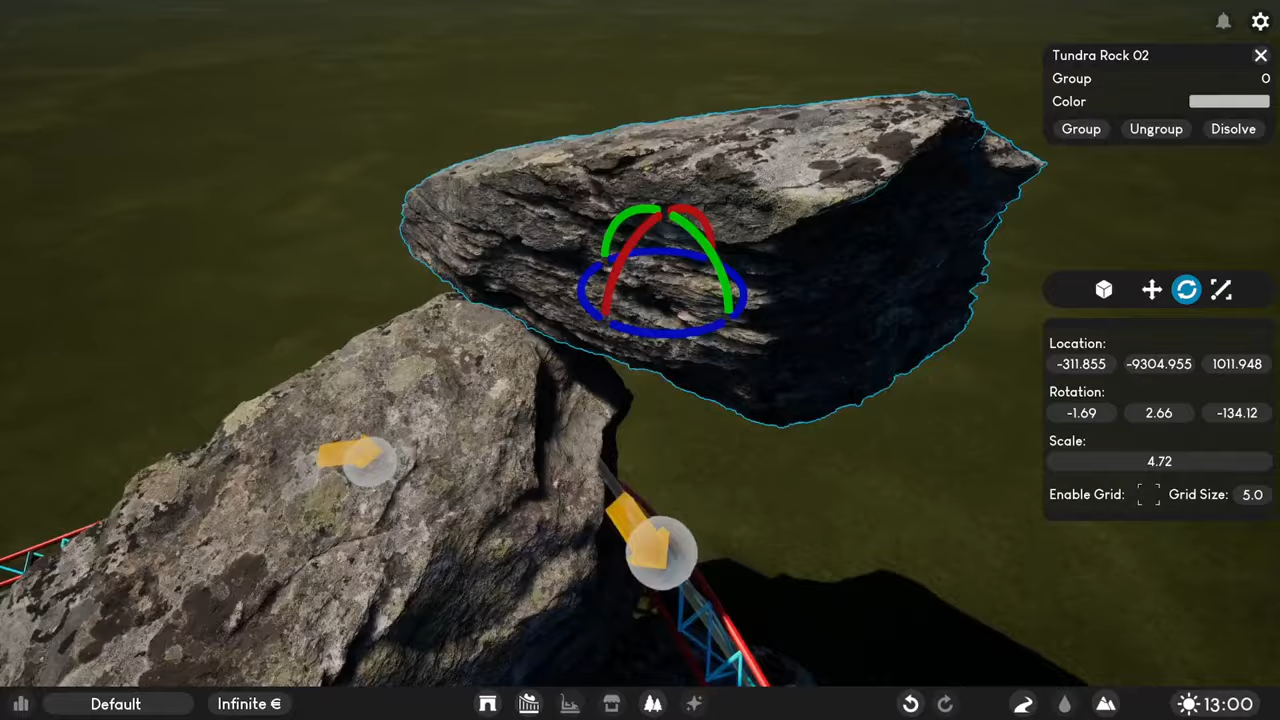 Tundra Rock 02
Group 0
Color
Group Ungroup Disolve
Location:
-311.855 -9304.955 1011.948
Rotation:
-1.69 2.66 -134.12
Scale:
4.72
Enable Grid: Grid Size: 5.0
Default Infinite € 13:00